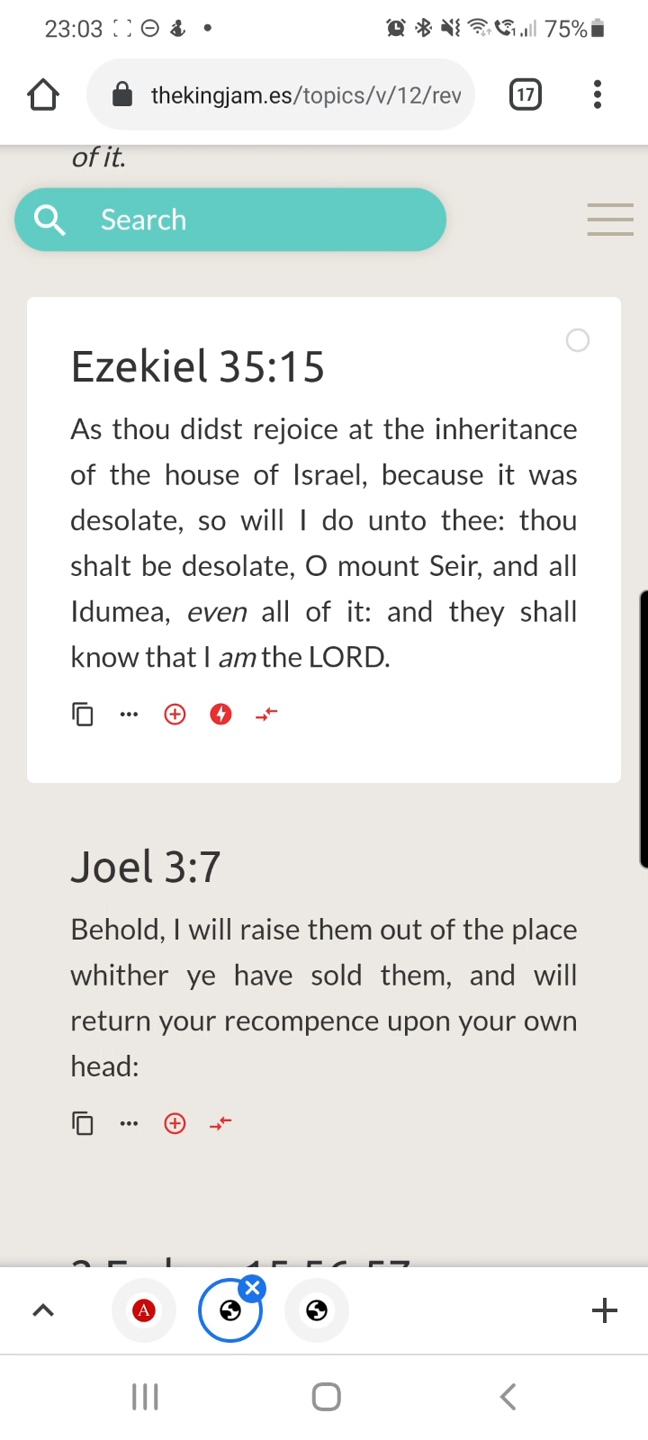 23:03
75%
thekingjam.es/topics/v/12/rev
17
of it.
Search
Ezekiel 35:15
As thou didst rejoice at the inheritance
of the house of Israel, because it was
desolate, so will I do unto thee: thou
shalt be desolate, O mount Seir, and all
Idumea, even all of it: and they shall
know that I am the LORD.
Joel 3:7
Behold, I will raise them out of the place
whither ye have sold them, and will
return your recompence upon your own
head:
A